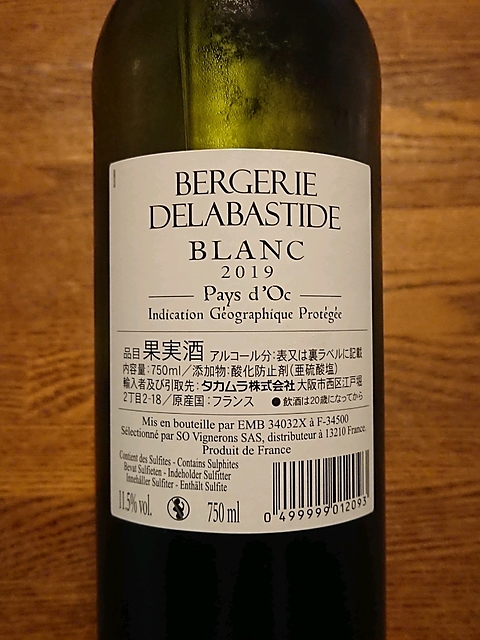 BERGERIE
DELABASTIDE
BLANC
2019
Pays d'Oc
Indication Géographique Protégée
品目 果実酒 アルコール分:表又は裏ラベルに記載
内容量:750ml/添加物:酸化防止剤(亜硫酸塩)
輸入者及び引取先:タカムラ株式会社 大阪市西区江戸堀
2丁目2-18/原産国:フランス ●飲酒は20歳になってから
Mis en bouteille par EMB 34032X à F-34500
Sélectionné par SO Vignerons SAS, distributeur à 13210 France.
Produit de France
Contient des Sulfites - Contains Sulphites
Bevat Sulfieten - Indeholder Sulfitter
Innehåller Sulfiter - Enthält Sulfite
11.5% vol. 750 ml
0 499999 012093